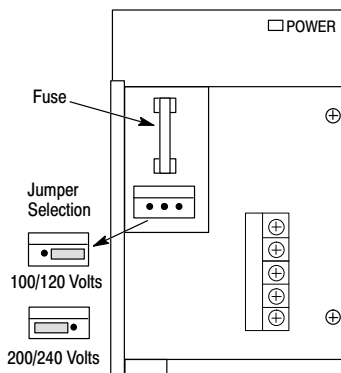 POWER
Fuse
Jumper
Selection
100/120 Volts
200/240 Volts